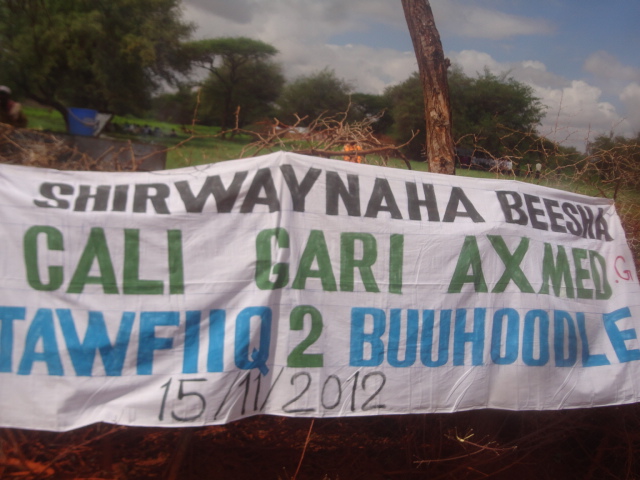 SHIRWAYNAHA BEESHA
CALI GARI AXMED .G
TAWFIIQ 2 BUUHOODLE
15/11/2012